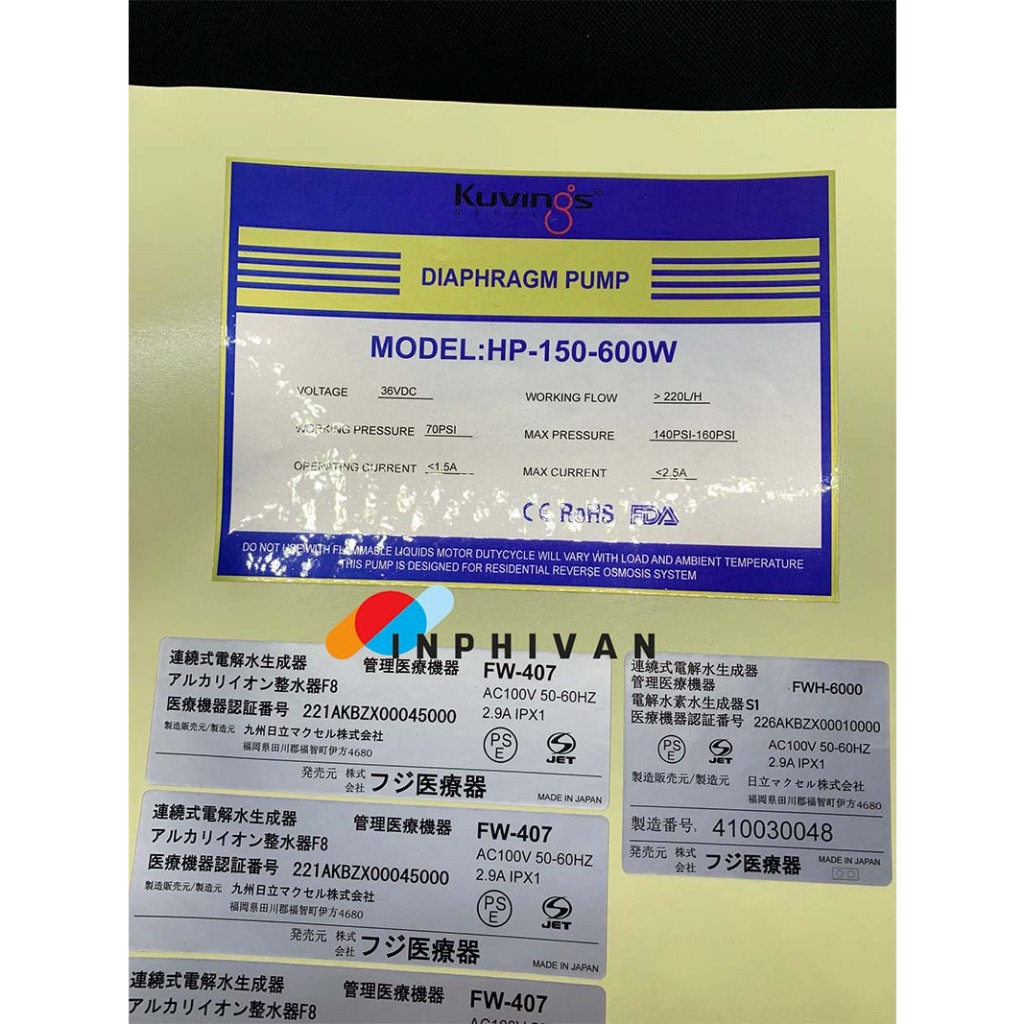 Kuvings
NEPAL
DIAPHRAGM PUMP
MODEL:HP-150-600W
VOLTAGE 36VDC WORKING FLOW > 220L/H
WORKING PRESSURE 70PSI MAX PRESSURE 140PSI-160PSI
OPERATING CURRENT <1.5A MAX CURRENT <2.5A
CE RoHS FDA
DO NOT USE WITH FLAMMABLE LIQUIDS MOTOR DUTYCYCLE WILL VARY WITH LOAD AND AMBIENT TEMPERATURE
THIS PUMP IS DESIGNED FOR RESIDENTIAL REVERSE OSMOSIS SYSTEM
INPHIVAN
連繞式電解水生成器 管理医療機器 FW-407
アルカリイオン整水器F8 AC100V 50-60HZ
医療機器認証番号 221AKBZX00045000 2.9A IPX1
製造販売元/製造元 九州日立マクセル株式会社
福岡県田川郡福智町伊方4680
PS E JET
発売元 株式会社 フジ医療器
MADE IN JAPAN
連繞式電解水生成器
管理医療機器 FWH-6000
電解水素水生成器S1
医療機器認証番号 226AKBZX00010000
PS E JET AC100V 50-60HZ
2.9A IPX1
製造販売元/製造元 日立マクセル株式会社
福岡県田川郡福智町伊方4680
製造番号. 410030048
発売元 株式会社 フジ医療器 MADE IN JAPAN
連繞式電解水生成器 管理医療機器 FW-407
アルカリイオン整水器F8 AC100V 50-60HZ
医療機器認証番号 221AKBZX00045000 2.9A IPX1
製造販売元/製造元 九州日立マクセル株式会社
福岡県田川郡福智町伊方4680
PS E JET
発売元 株式会社 フジ医療器
MADE IN JAPAN
連繞式電解水生成器 管理医療機器 FW-407
アルカリイオン整水器F8